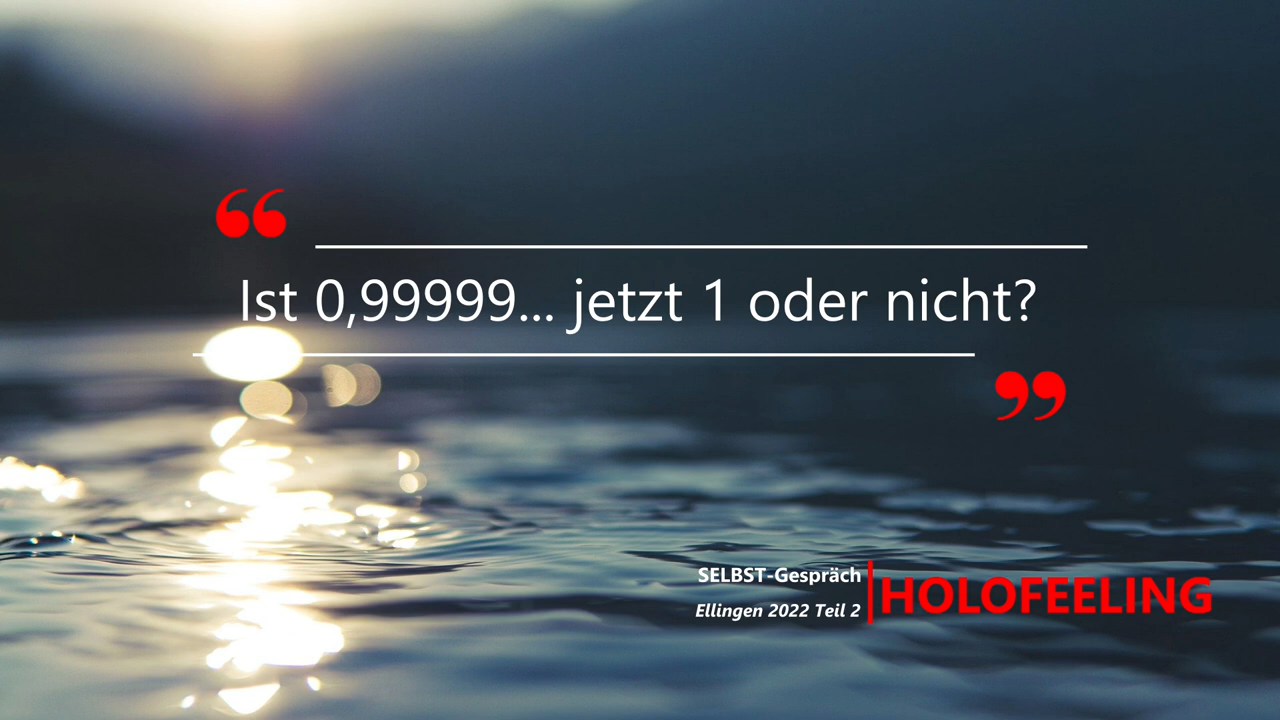 “
Ist 0,99999... jetzt 1 oder nicht?
”
SELBST-Gespräch
Ellingen 2022 Teil 2
HOLOFEELING